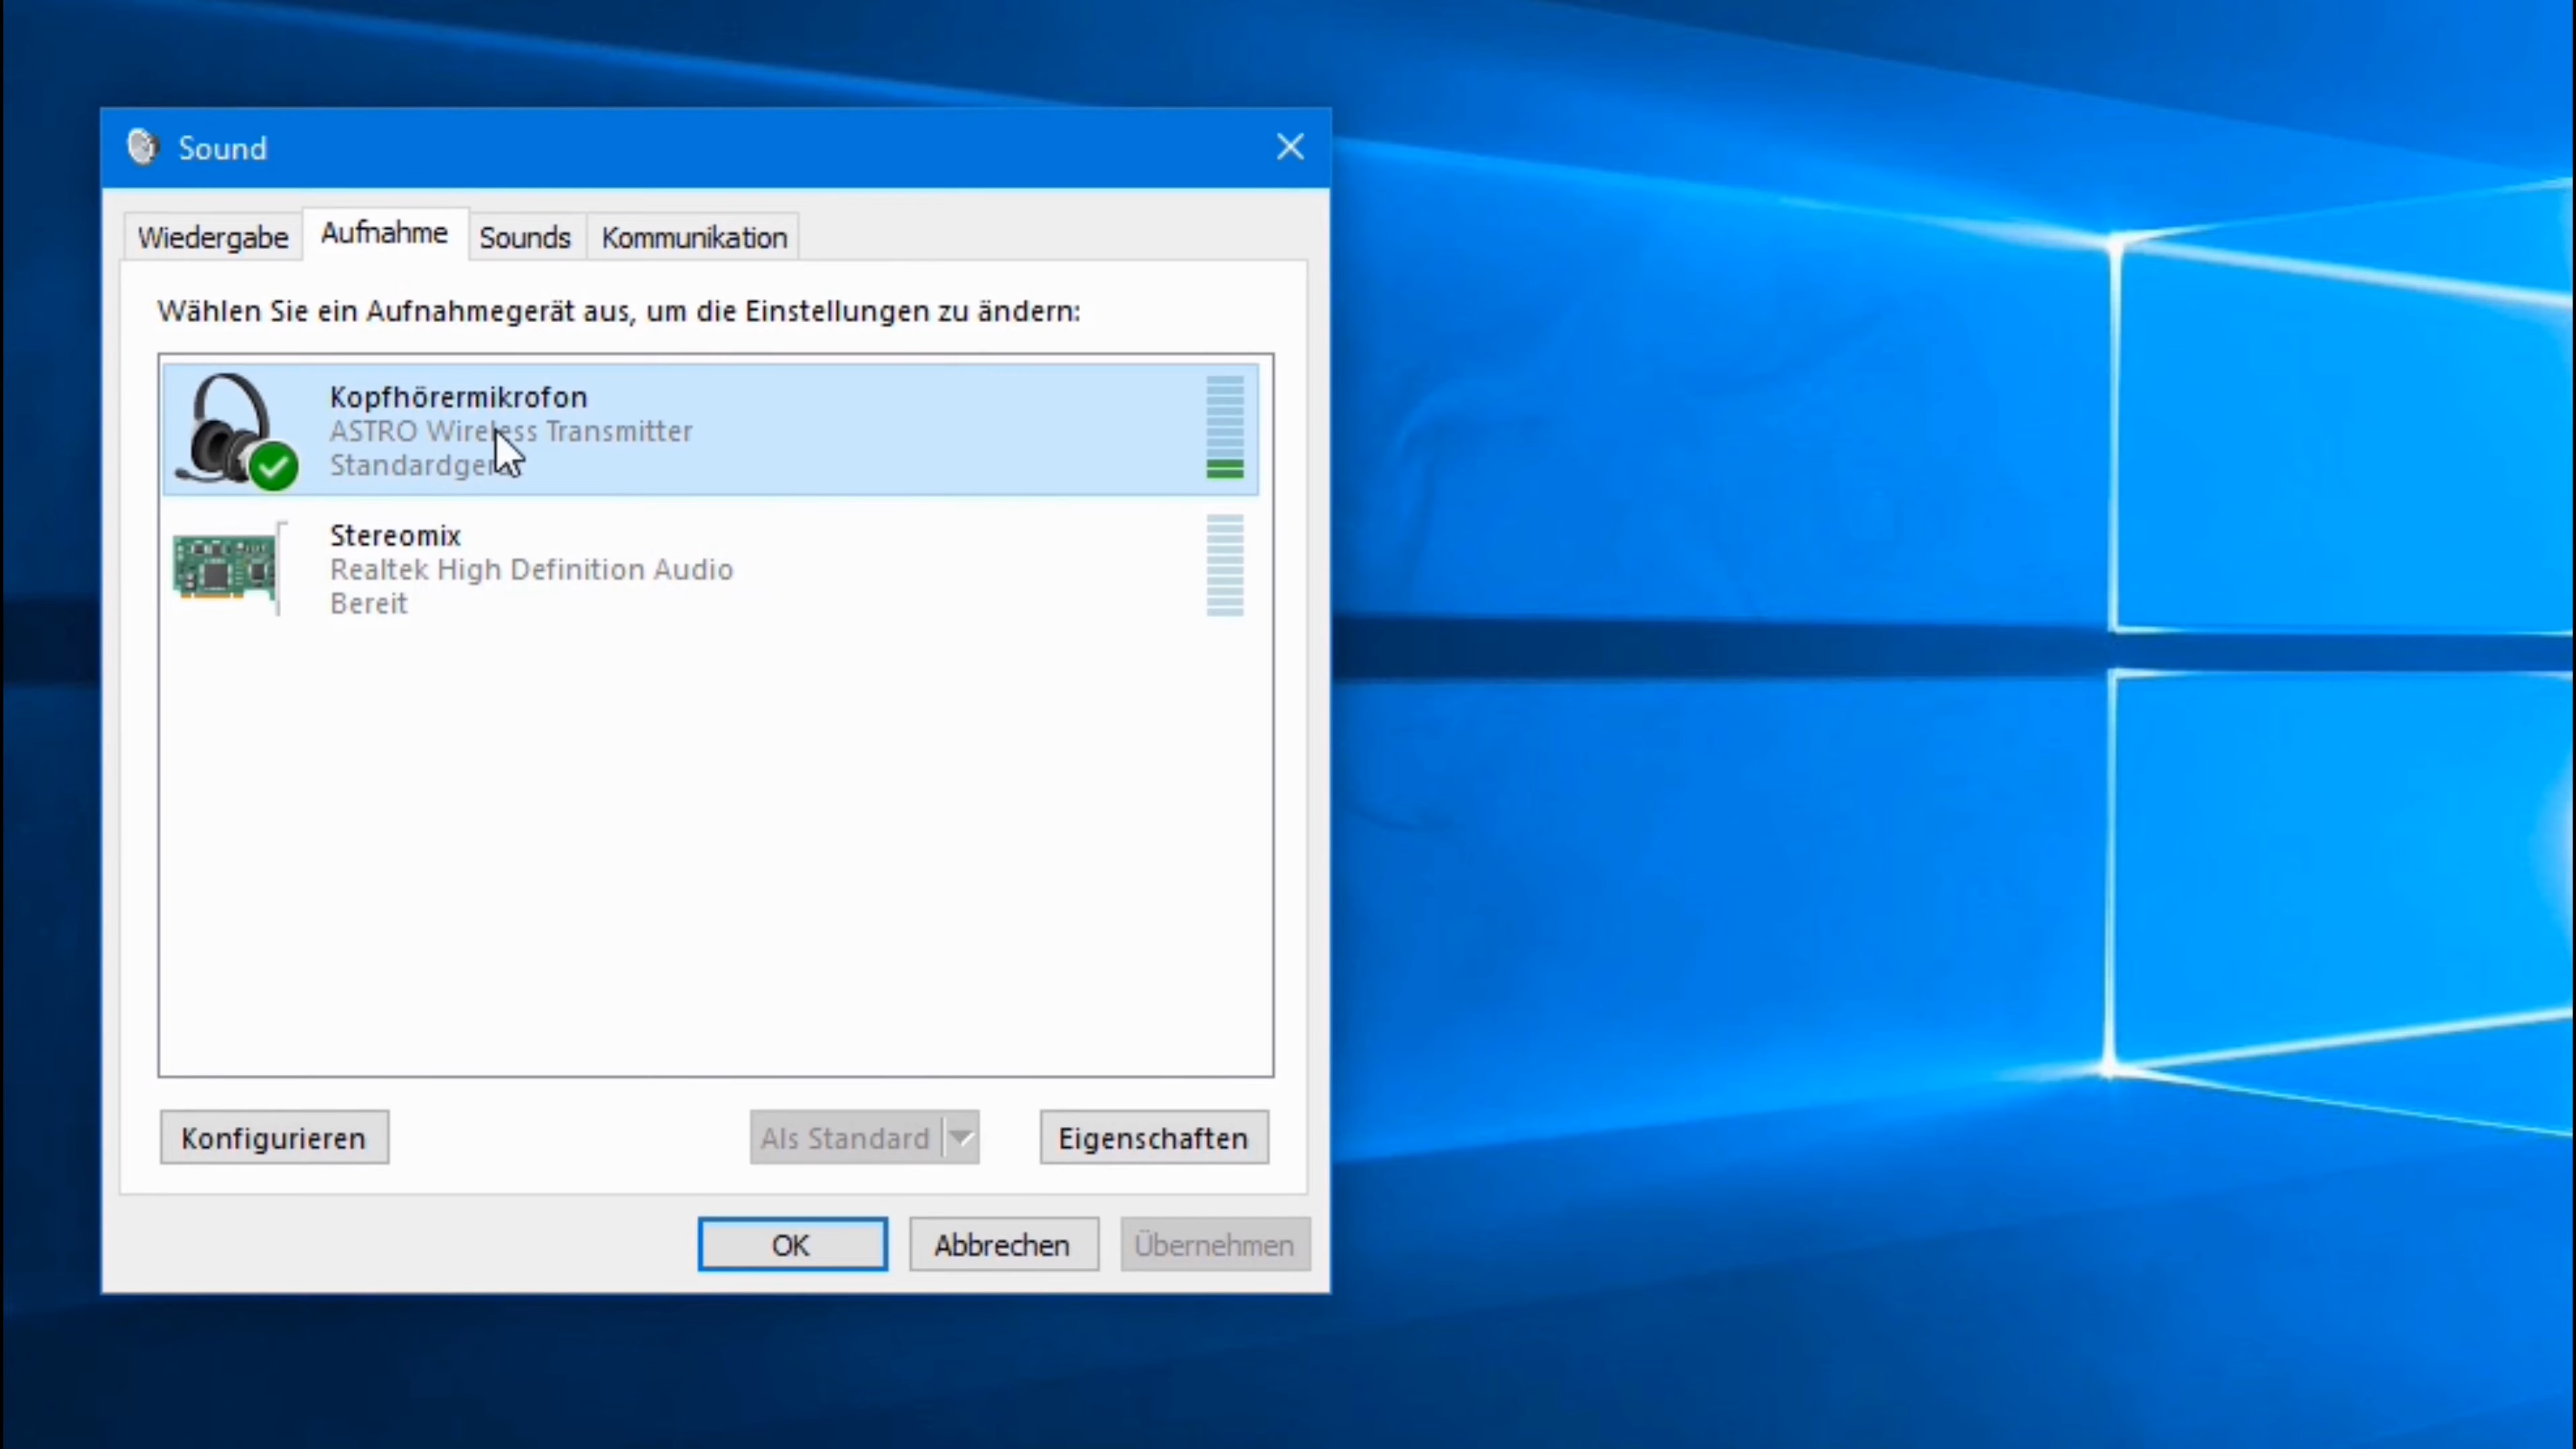 Sound
Wiedergabe Aufnahme Sounds Kommunikation
Wählen Sie ein Aufnahmegerät aus, um die Einstellungen zu ändern:
Kopfhörermikrofon
ASTRO Wireless Transmitter
Stereomix
Realtek High Definition Audio
Bereit
Konfigurieren Als Standard Eigenschaften
OK Abbrechen Übernehmen